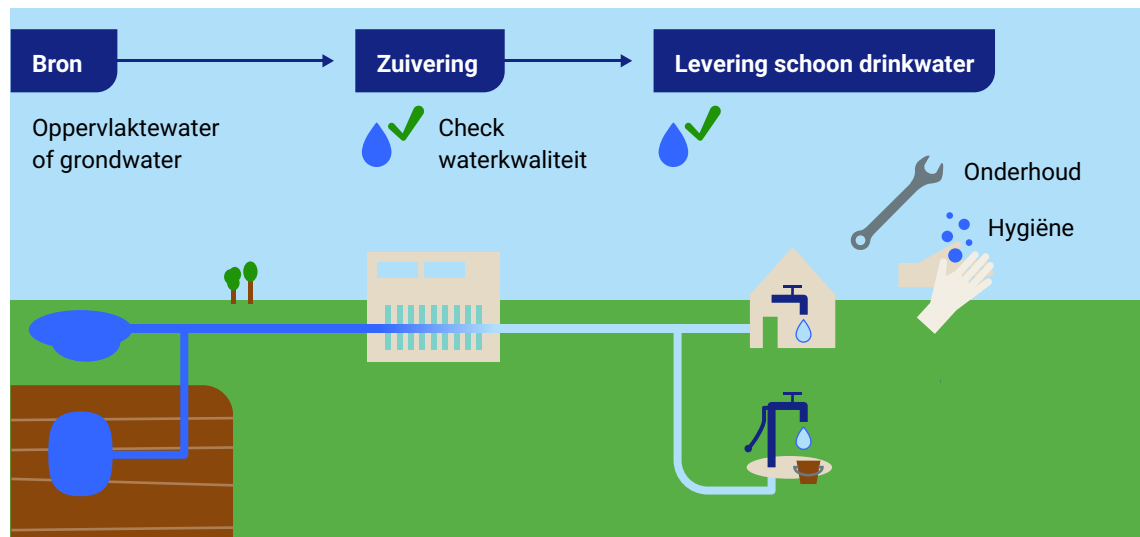 Bron
Zuivering
Levering schoon drinkwater
Oppervlaktewater
of grondwater
Check
waterkwaliteit
Onderhoud
Hygiëne